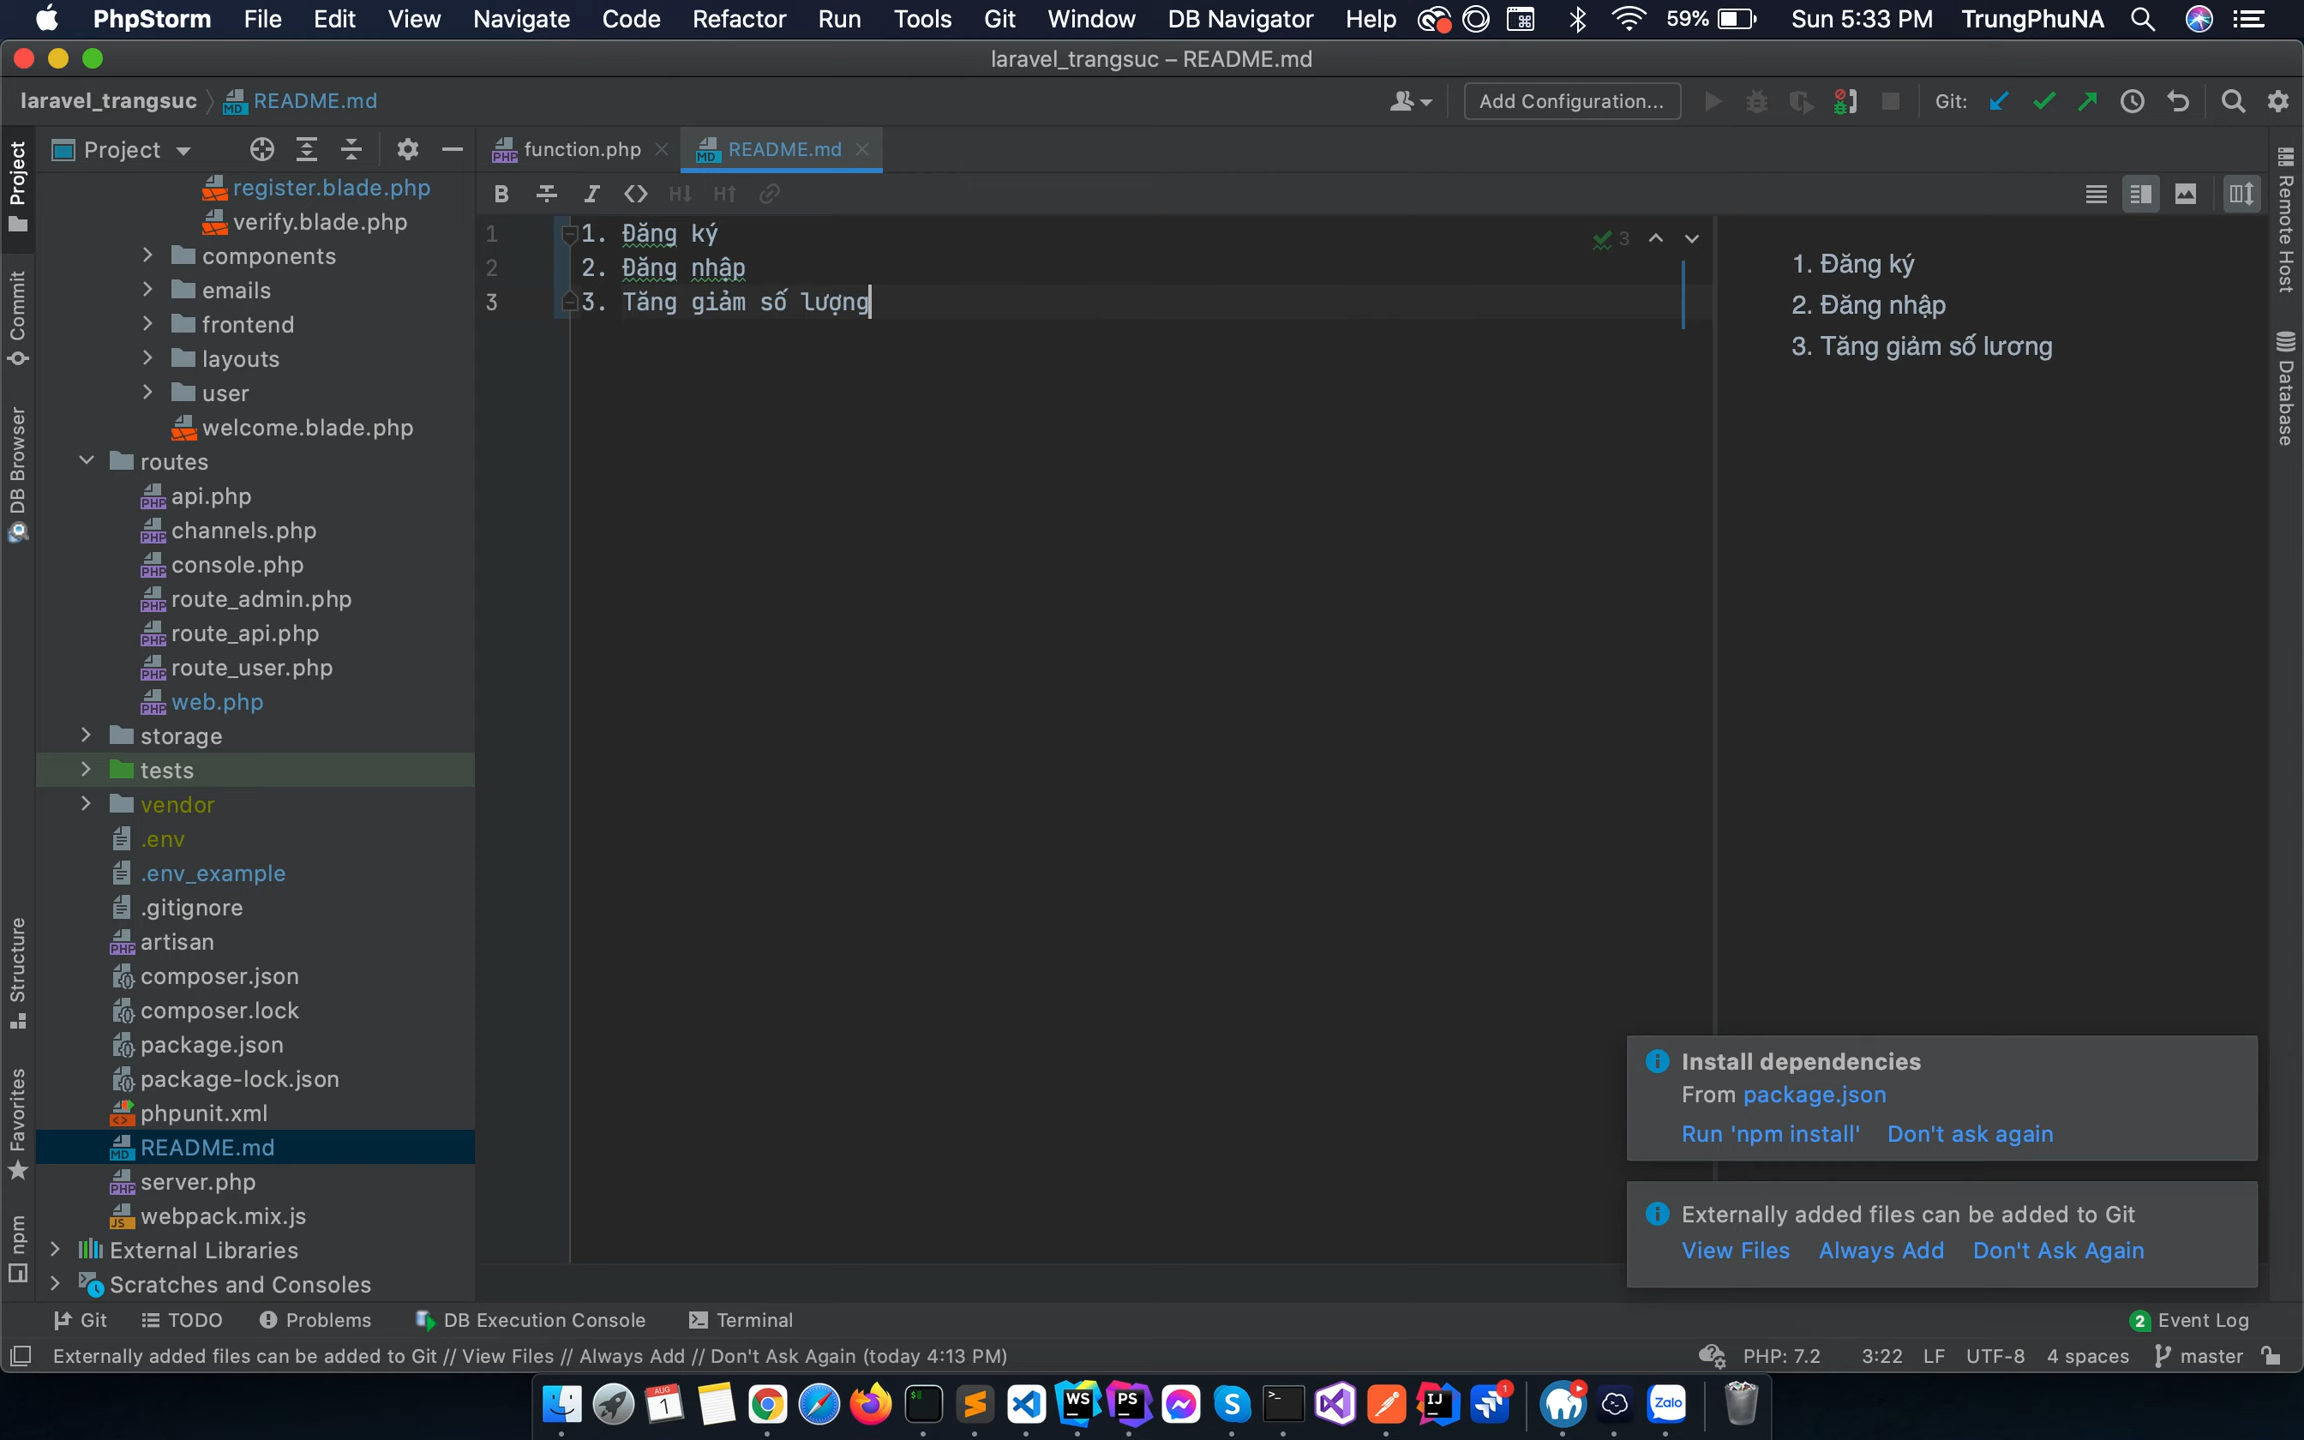 PhpStorm File Edit View Navigate Code Refactor Run Tools Git Window DB Navigator Help 59% Sun 5:33 PM TrungPhuNA
laravel_trangsuc – README.md
laravel_trangsuc README.md Add Configuration... Git:
Project
function.php README.md
1 1. Đăng ký
2 2. Đăng nhập
3 3. Tăng giảm số lượng
3
1. Đăng ký
2. Đăng nhập
3. Tăng giảm số lương
register.blade.php
verify.blade.php
components
emails
frontend
layouts
user
welcome.blade.php
routes
api.php
channels.php
console.php
route_admin.php
route_api.php
route_user.php
web.php
storage
tests
vendor
.env
.env_example
.gitignore
artisan
composer.json
composer.lock
package.json
package-lock.json
phpunit.xml
README.md
server.php
webpack.mix.js
External Libraries
Scratches and Consoles
Project
Commit
DB Browser
Structure
Favorites
npm
Remote Host
Database
Install dependencies
From package.json
Run 'npm install' Don't ask again
Externally added files can be added to Git
View Files Always Add Don't Ask Again
Git TODO Problems DB Execution Console Terminal 2 Event Log
Externally added files can be added to Git // View Files // Always Add // Don't Ask Again (today 4:13 PM) PHP: 7.2 3:22 LF UTF-8 4 spaces master
AUG
1
WS
PS
IJ
1
Zalo